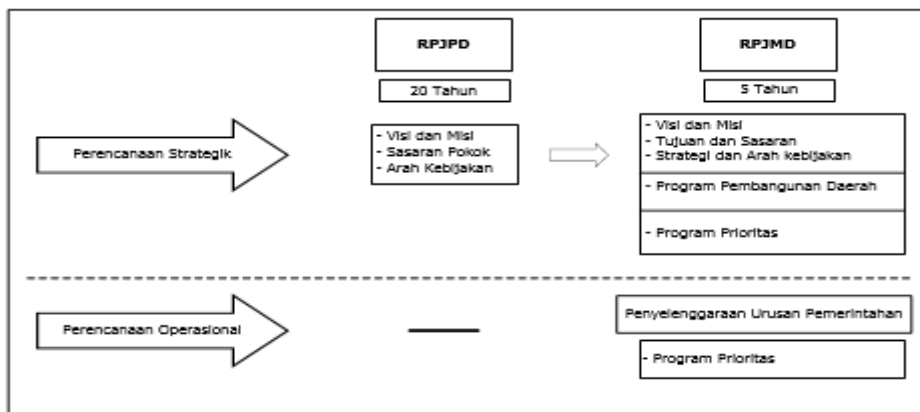 RPJPD
RPJMD
20 Tahun
5 Tahun
Perencanaan Strategik
- Visi dan Misi
- Sasaran Pokok
- Arah Kebijakan
- Visi dan Misi
- Tujuan dan Sasaran
- Strategi dan Arah kebijakan
- Program Pembangunan Daerah
- Program Prioritas
Perencanaan Operasional
Penyelenggaraan Urusan Pemerintahan
- Program Prioritas